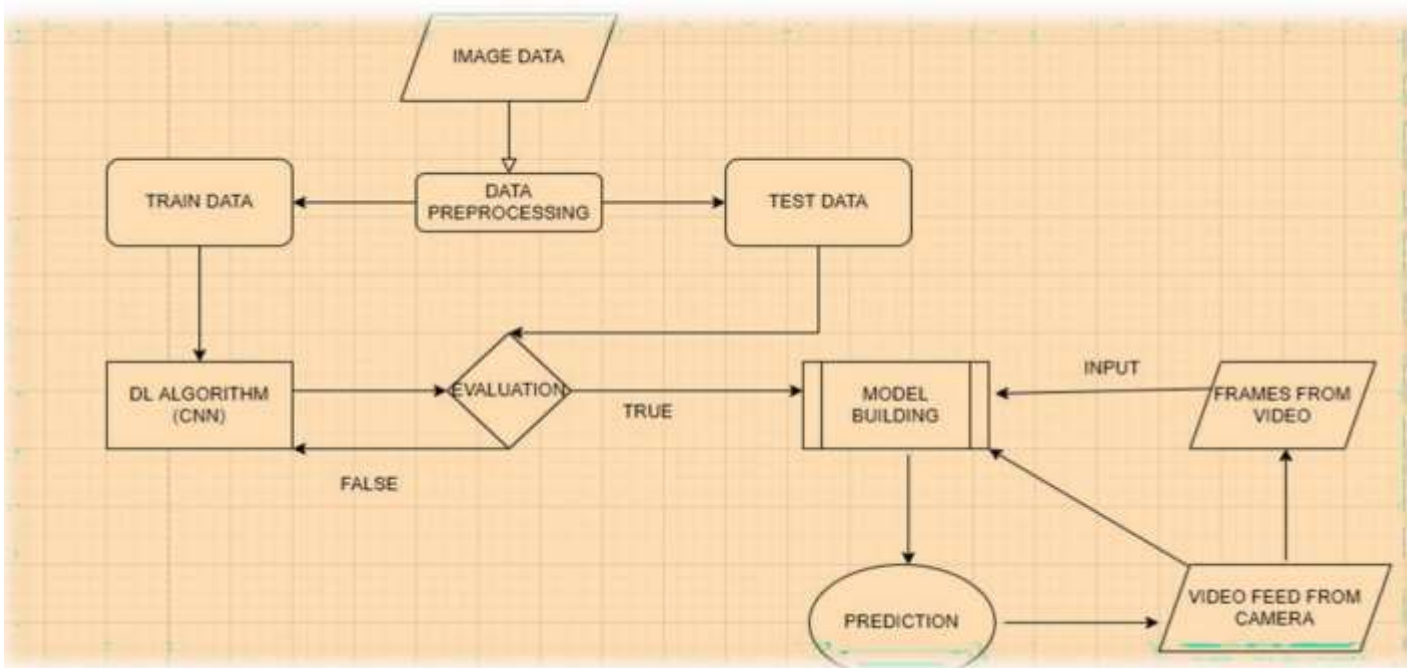 IMAGE DATA
TRAIN DATA
DATA
PREPROCESSING
TEST DATA
DL ALGORITHM
(CNN)
EVALUATION
TRUE
FALSE
MODEL
BUILDING
INPUT
FRAMES FROM
VIDEO
PREDICTION
VIDEO FEED FROM
CAMERA